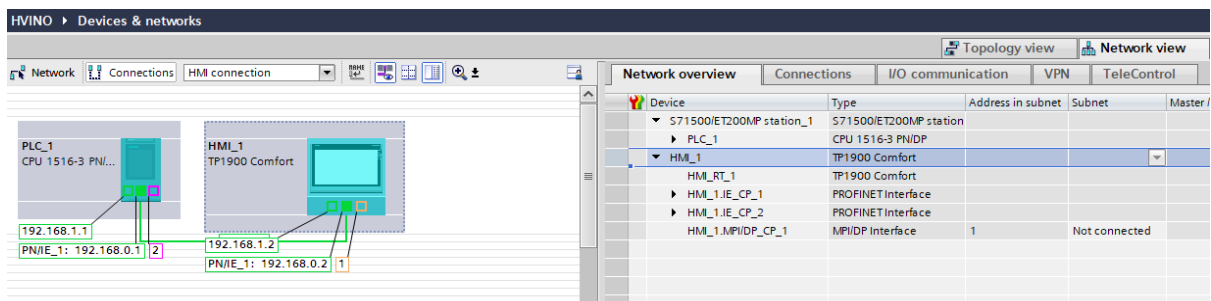 HVINO ▸ Devices & networks
Topology view
Network view
Network
Connections
HMI connection
Network overview
Connections
I/O communication
VPN
TeleControl
Device Type Address in subnet Subnet Master /
S71500/ET200MP station_1 S71500/ET200MP station
PLC_1 CPU 1516-3 PN/DP
HMI_1 TP1900 Comfort
HMI_RT_1 TP1900 Comfort
HMI_1.IE_CP_1 PROFINET Interface
HMI_1.IE_CP_2 PROFINET Interface
HMI_1.MPI/DP_CP_1 MPI/DP Interface 1 Not connected
PLC_1
CPU 1516-3 PN/...
HMI_1
TP1900 Comfort
192.168.1.1
PN/IE_1: 192.168.0.1 2
192.168.1.2
PN/IE_1: 192.168.0.2 1